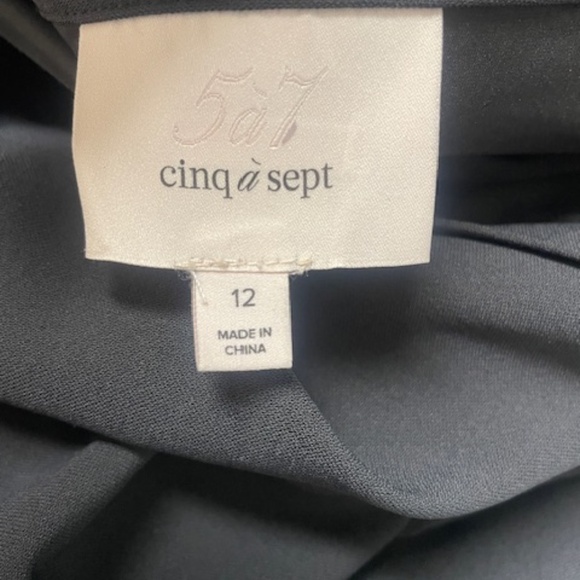 5à7
cinq à sept
12
MADE IN
CHINA